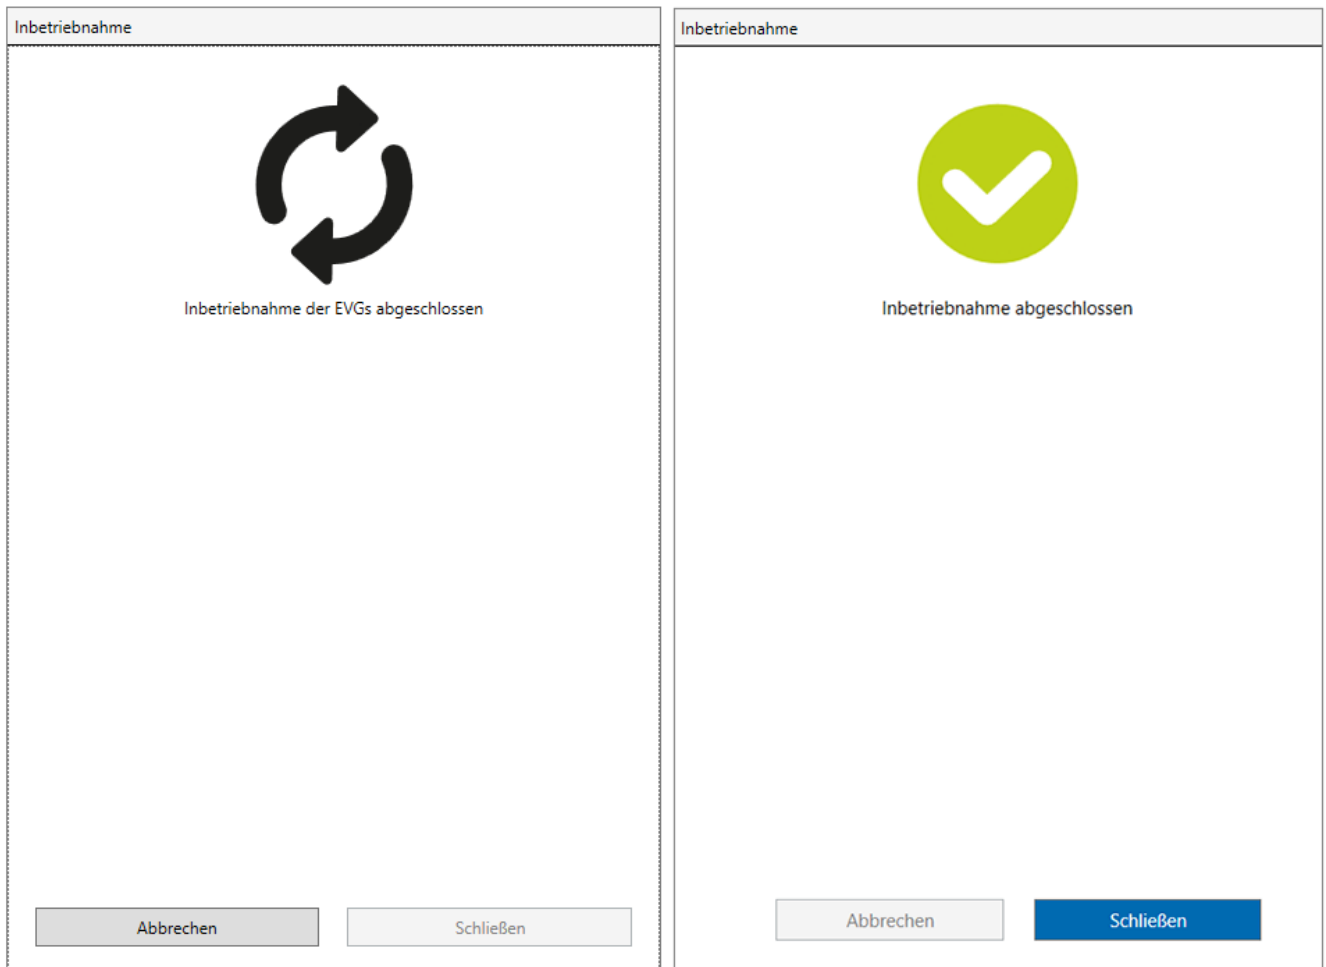 Inbetriebnahme
Inbetriebnahme der EVGs abgeschlossen
Abbrechen
Schließen
Inbetriebnahme
Inbetriebnahme abgeschlossen
Abbrechen
Schließen